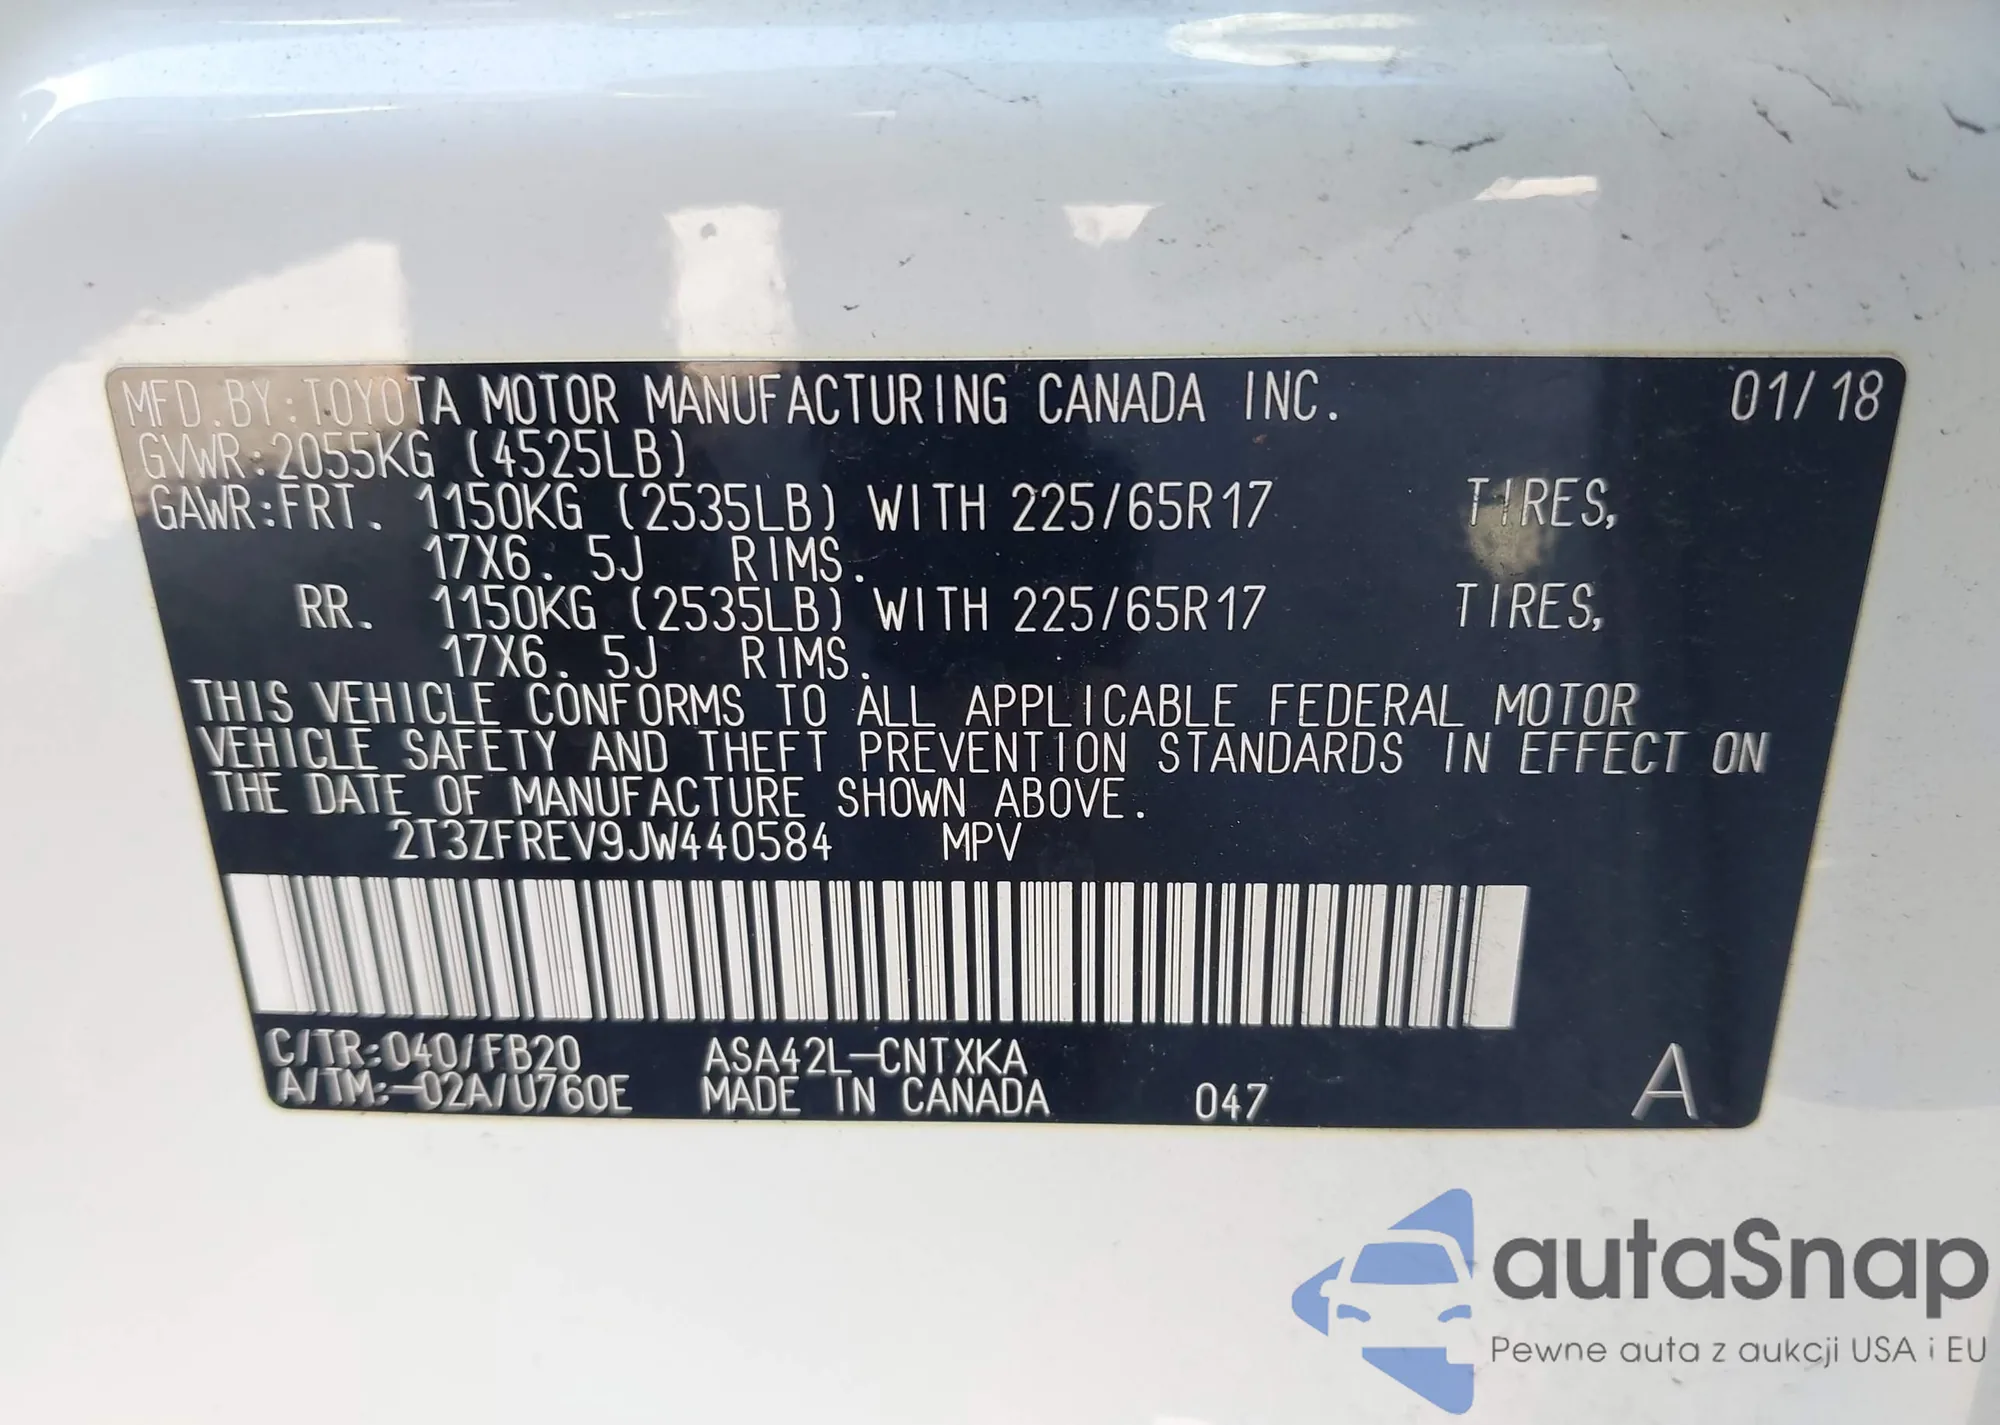 MFD.BY:TOYOTA MOTOR MANUFACTURING CANADA INC. 01/18
GVWR:2055KG (4525LB)
GAWR:FRT. 1150KG (2535LB) WITH 225/65R17 TIRES,
17X6. 5J RIMS.
RR. 1150KG (2535LB) WITH 225/65R17 TIRES,
17X6. 5J RIMS.
THIS VEHICLE CONFORMS TO ALL APPLICABLE FEDERAL MOTOR
VEHICLE SAFETY AND THEFT PREVENTION STANDARDS IN EFFECT ON
THE DATE OF MANUFACTURE SHOWN ABOVE.
2T3ZFREV9JW440584 MPV
C/TR:040/FB20 ASA42L-CNTXKA
A/TM:-02A/U760E MADE IN CANADA 047 A
autaSnap
Pewne auta z aukcji USA i EU